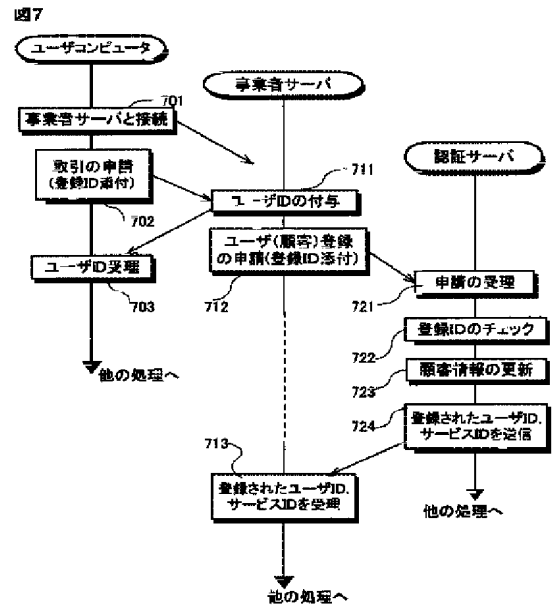 図7
ユーザコンピュータ
事業者サーバ
認証サーバ
701
事業者サーバと接続
取引の申請
(登録ID添付)
702
711
ユーザIDの付与
ユーザ(顧客)登録
の申請(登録ID添付)
712
ユーザID受理
703
申請の受理
721
登録IDのチェック
722
顧客情報の更新
723
他の処理へ
724
登録されたユーザID,
サービスIDを送信
713
登録されたユーザID,
サービスIDを受理
他の処理へ
他の処理へ